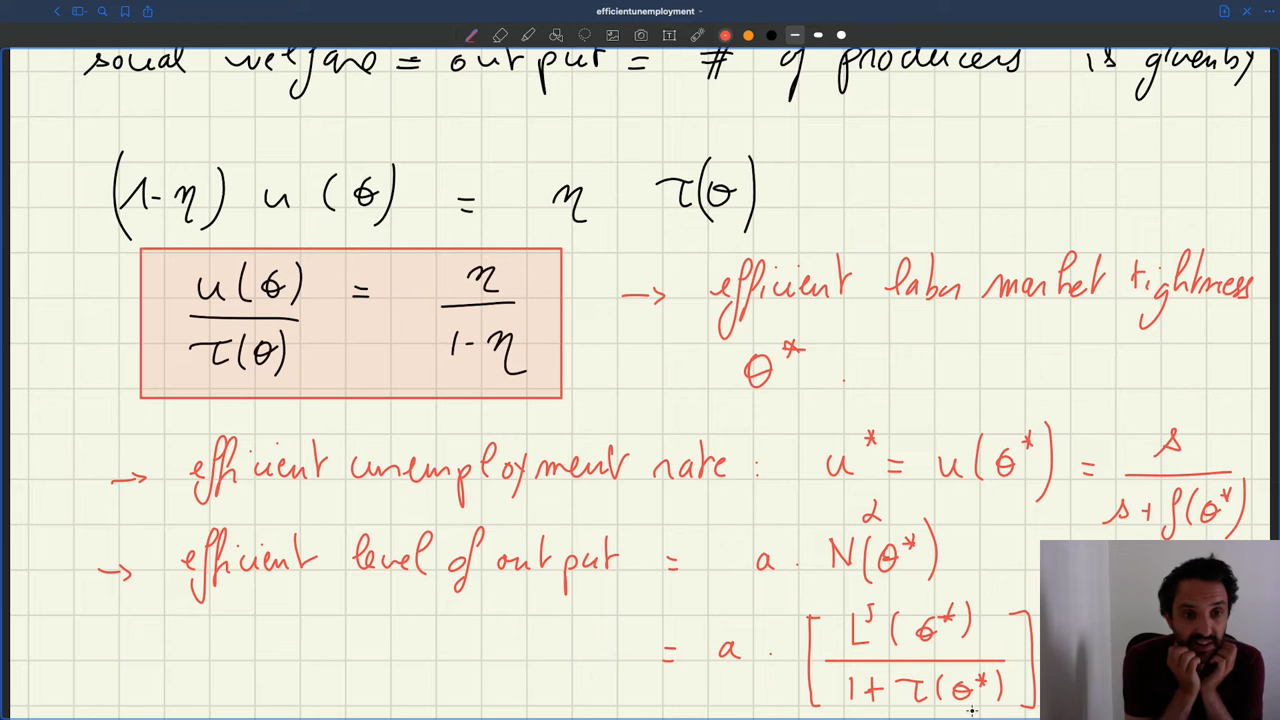 efficientunemployment
social welfare = output = # of producers is given by
(1-η) u(θ) = η τ(θ)
u(θ)/τ(θ) = η/(1-η) → efficient labor market tightness
θ*
→ efficient unemployment rate: u* = u(θ*) = s/(s+f(θ*))
→ efficient level of output = a · N(θ*)^α
= a · [L^s(θ*)/(1+τ(θ*))]